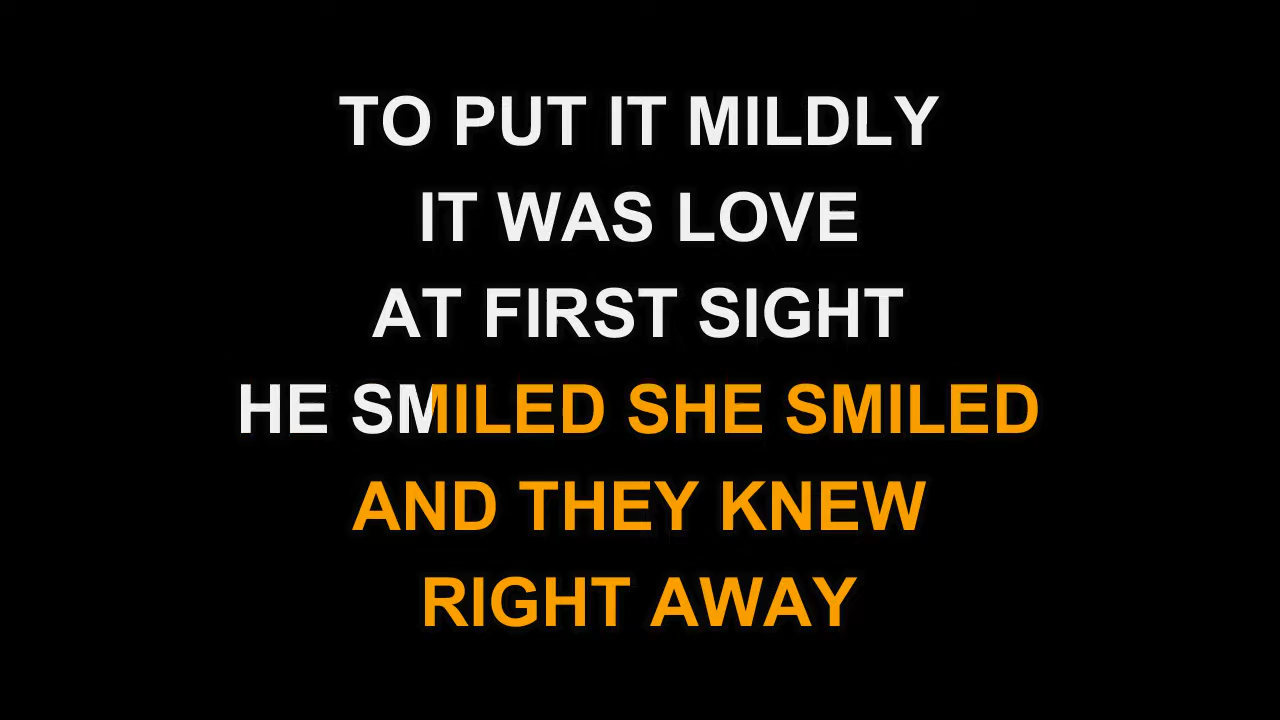 TO PUT IT MILDLY
IT WAS LOVE
AT FIRST SIGHT
HE SMILED SHE SMILED
AND THEY KNEW
RIGHT AWAY